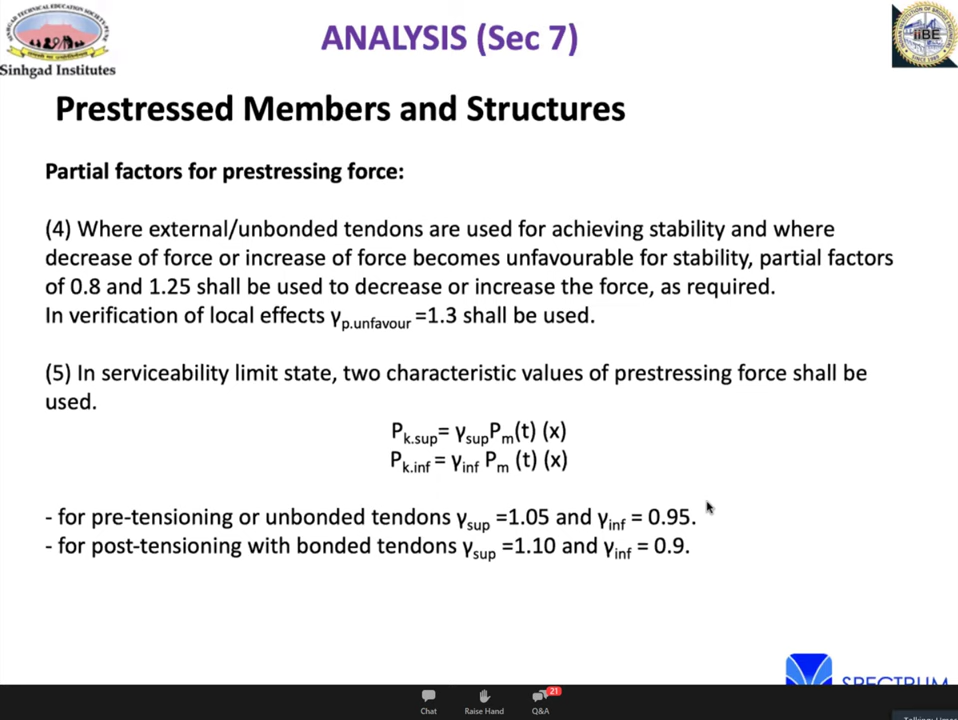 ANALYSIS (Sec 7)
Sinhgad Institutes
IIBE
Prestressed Members and Structures
Partial factors for prestressing force:
(4) Where external/unbonded tendons are used for achieving stability and where
decrease of force or increase of force becomes unfavourable for stability, partial factors
of 0.8 and 1.25 shall be used to decrease or increase the force, as required.
In verification of local effects γp.unfavour =1.3 shall be used.
(5) In serviceability limit state, two characteristic values of prestressing force shall be
used.
Pk.sup= γsupPm(t) (x)
Pk.inf = γinf Pm (t) (x)
- for pre-tensioning or unbonded tendons γsup =1.05 and γinf = 0.95.
- for post-tensioning with bonded tendons γsup =1.10 and γinf = 0.9.
SPECTRUM
21
Chat Raise Hand Q&A